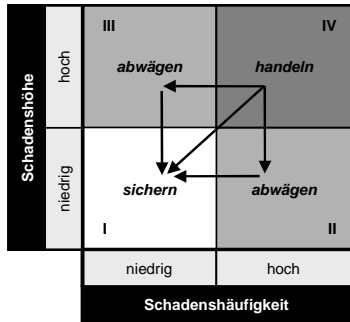 III
IV
abwägen
handeln
Schadenshöhe
hoch
niedrig
sichern
abwägen
I
II
niedrig
hoch
Schadenshäufigkeit